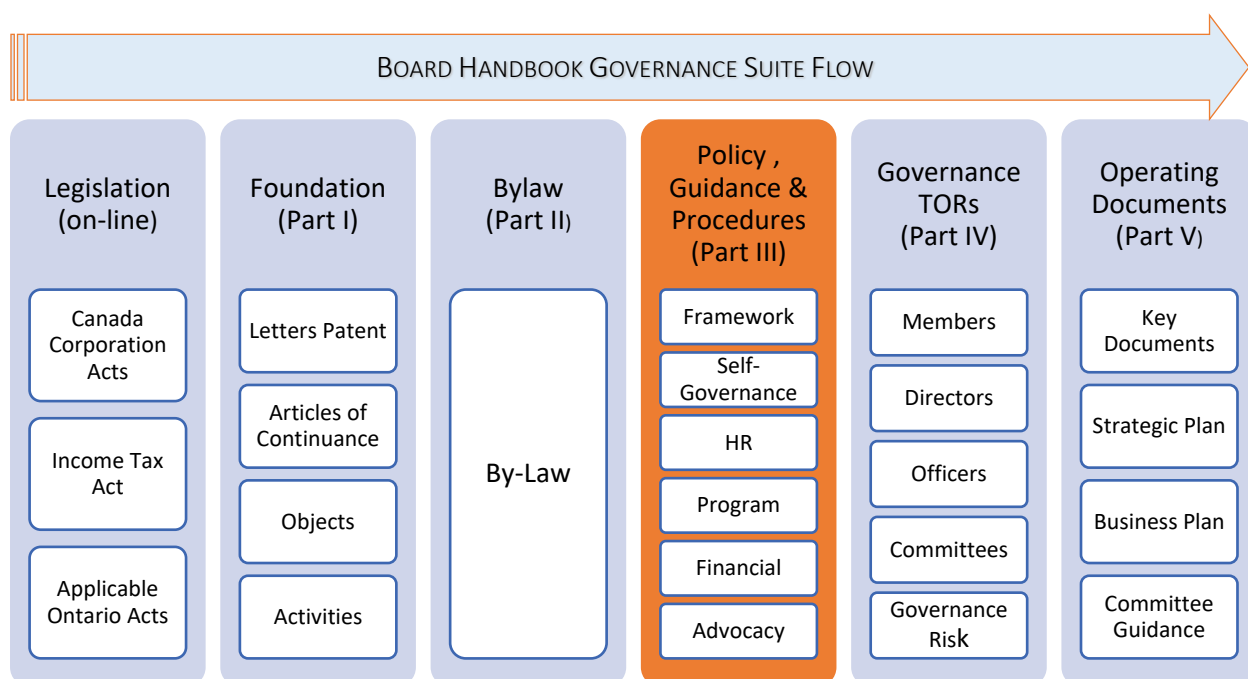 BOARD HANDBOOK GOVERNANCE SUITE FLOW
Legislation
(on-line)
Canada
Corporation
Acts
Income Tax
Act
Applicable
Ontario Acts
Foundation
(Part I)
Letters Patent
Articles of
Continuance
Objects
Activities
Bylaw
(Part II)
By-Law
Policy ,
Guidance &
Procedures
(Part III)
Framework
Self-
Governance
HR
Program
Financial
Advocacy
Governance
TORs
(Part IV)
Members
Directors
Officers
Committees
Governance
Risk
Operating
Documents
(Part V)
Key
Documents
Strategic Plan
Business Plan
Committee
Guidance